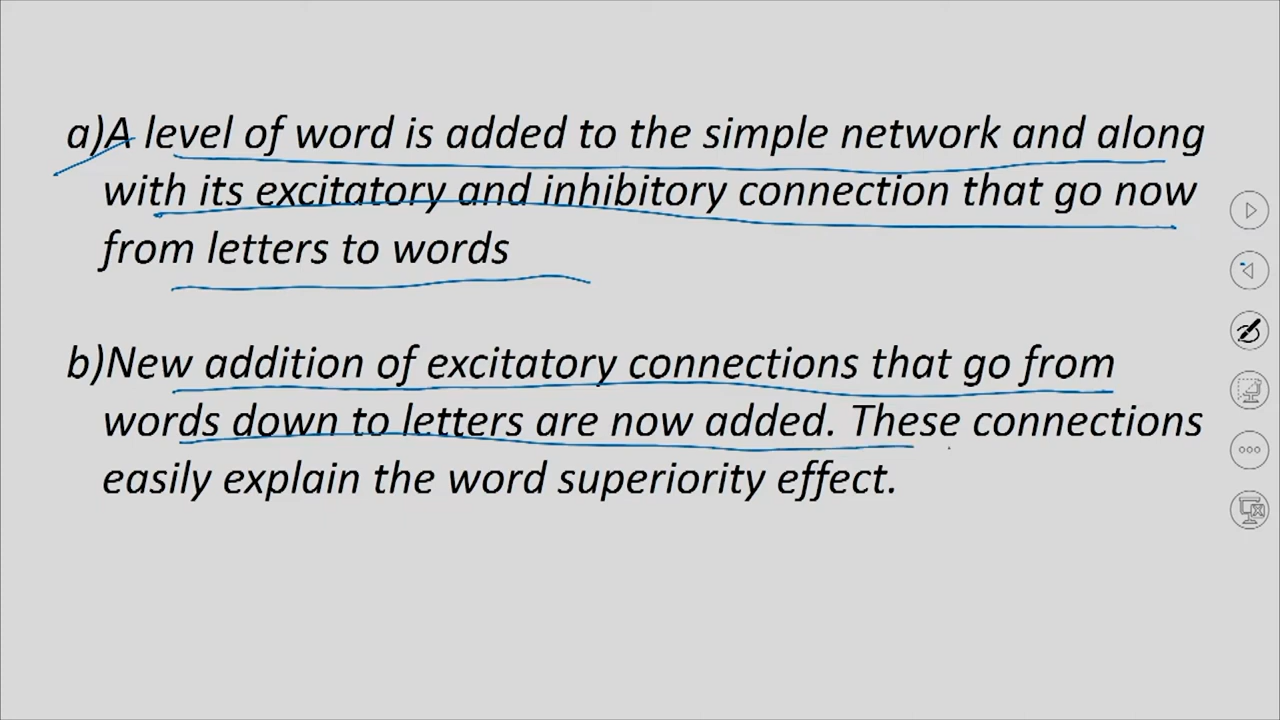 a)A level of word is added to the simple network and along
with its excitatory and inhibitory connection that go now
from letters to words
b)New addition of excitatory connections that go from
words down to letters are now added. These connections
easily explain the word superiority effect.